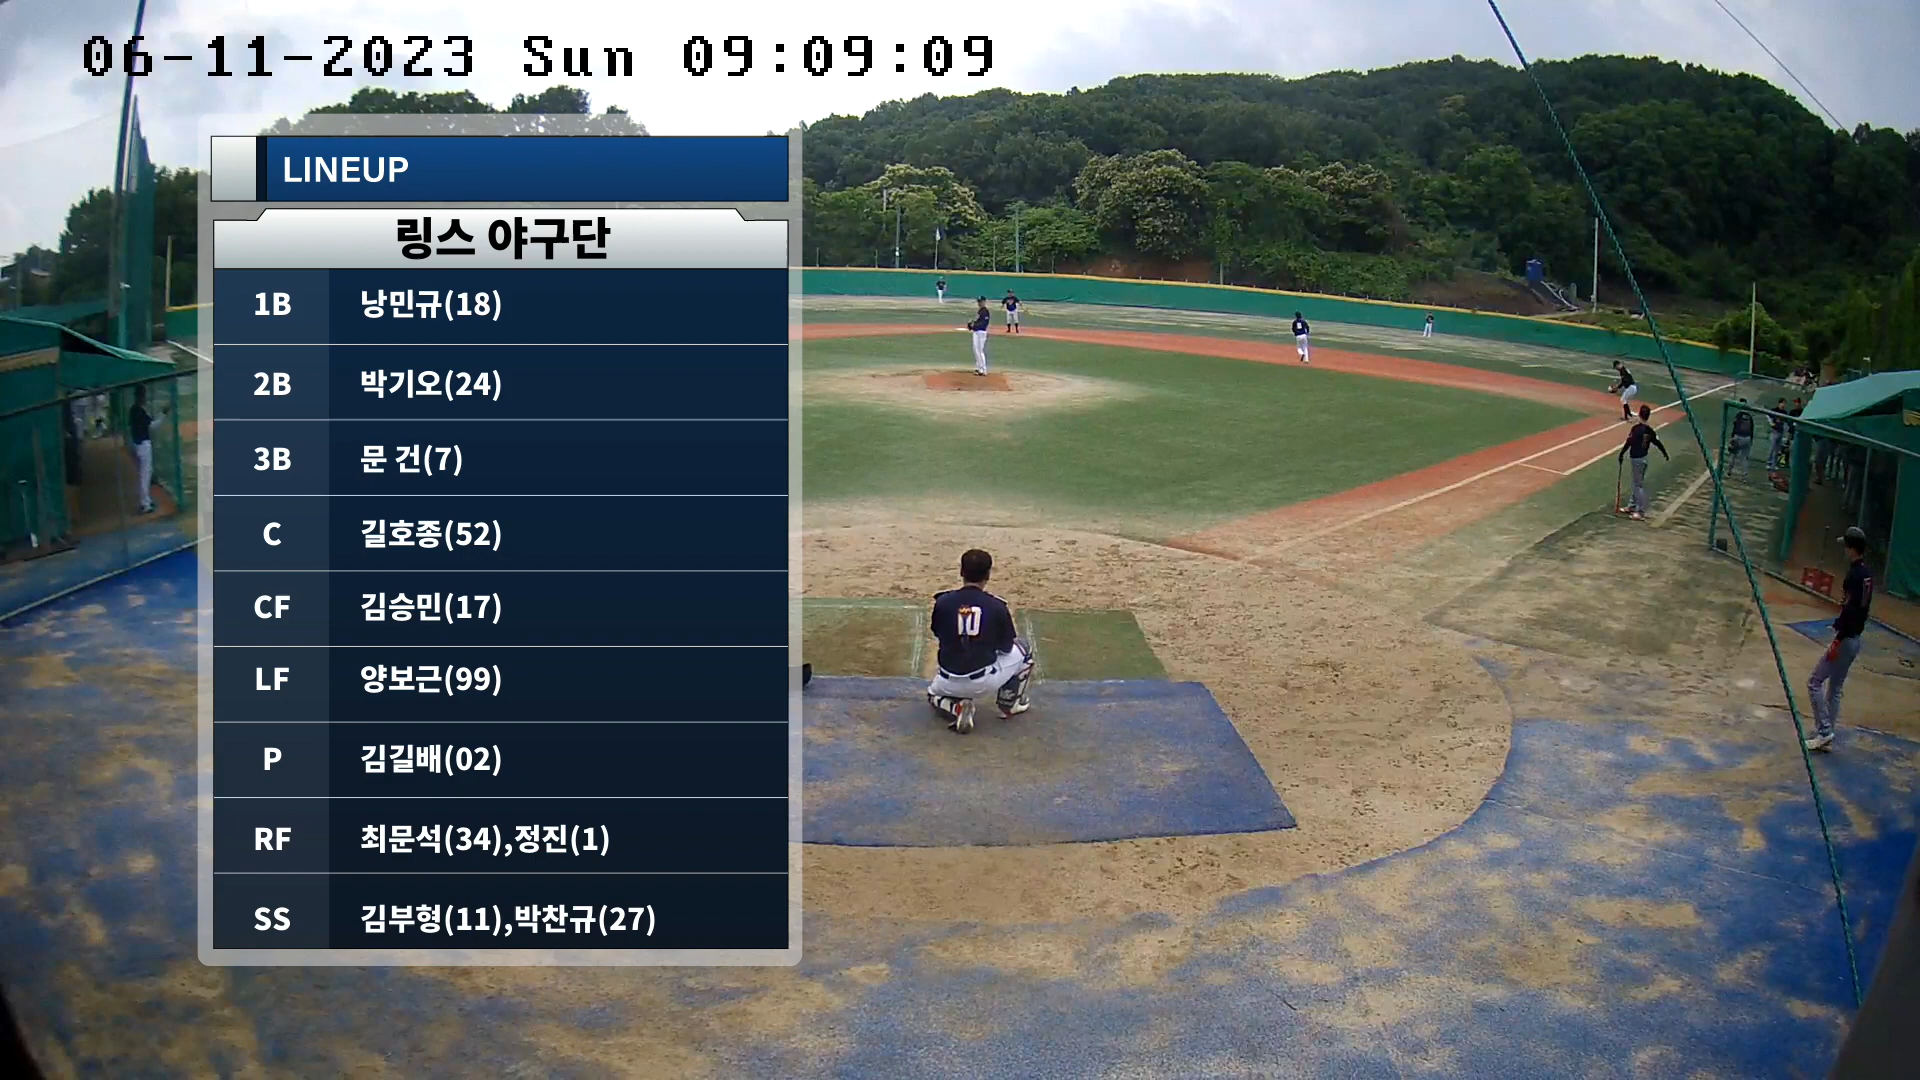 06-11-2023 Sun 09:09:09
LINEUP
링스 야구단
1B 낭민규(18)
2B 박기오(24)
3B 문 건(7)
C 길호종(52)
CF 김승민(17)
LF 양보근(99)
P 김길배(02)
RF 최문석(34),정진(1)
SS 김부형(11),박찬규(27)
10